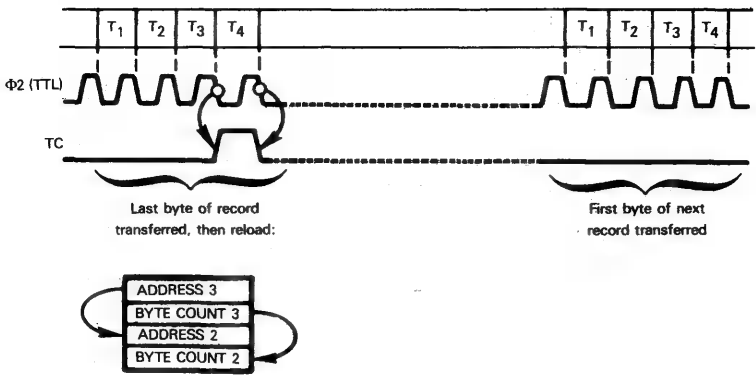 T1 T2 T3 T4 T1 T2 T3 T4
Φ2 (TTL)
TC
Last byte of record
transferred, then reload:
First byte of next
record transferred
ADDRESS 3
BYTE COUNT 3
ADDRESS 2
BYTE COUNT 2